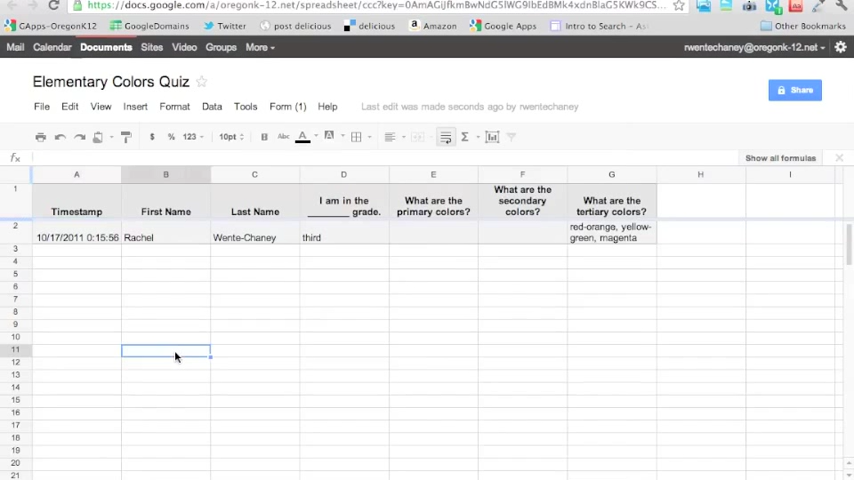 https://docs.google.com/a/oregonk-12.net/spreadsheet/ccc?key=0AmAGiJfkmBwNdG5lWG9IbEd8Mk4xdnBlaG5kWk9CS...
GApps-OregonK12 GoogleDomains Twitter post delicious delicious Amazon Google Apps Intro to Search - A... Other Bookmarks
Mail Calendar Documents Sites Video Groups More rwentechaney@oregonk-12.net
Elementary Colors Quiz
Share
File Edit View Insert Format Data Tools Form (1) Help Last edit was made seconds ago by rwentechaney
$ % 123 10pt B Abc A A Σ
fx Show all formulas
A B C D E F G H I
1 Timestamp First Name Last Name I am in the ________ grade. What are the primary colors? What are the secondary colors? What are the tertiary colors?
2 10/17/2011 0:15:56 Rachel Wente-Chaney third red-orange, yellow-green, magenta
3
4
5
6
7
8
9
10
11
12
13
14
15
16
17
18
19
20
21